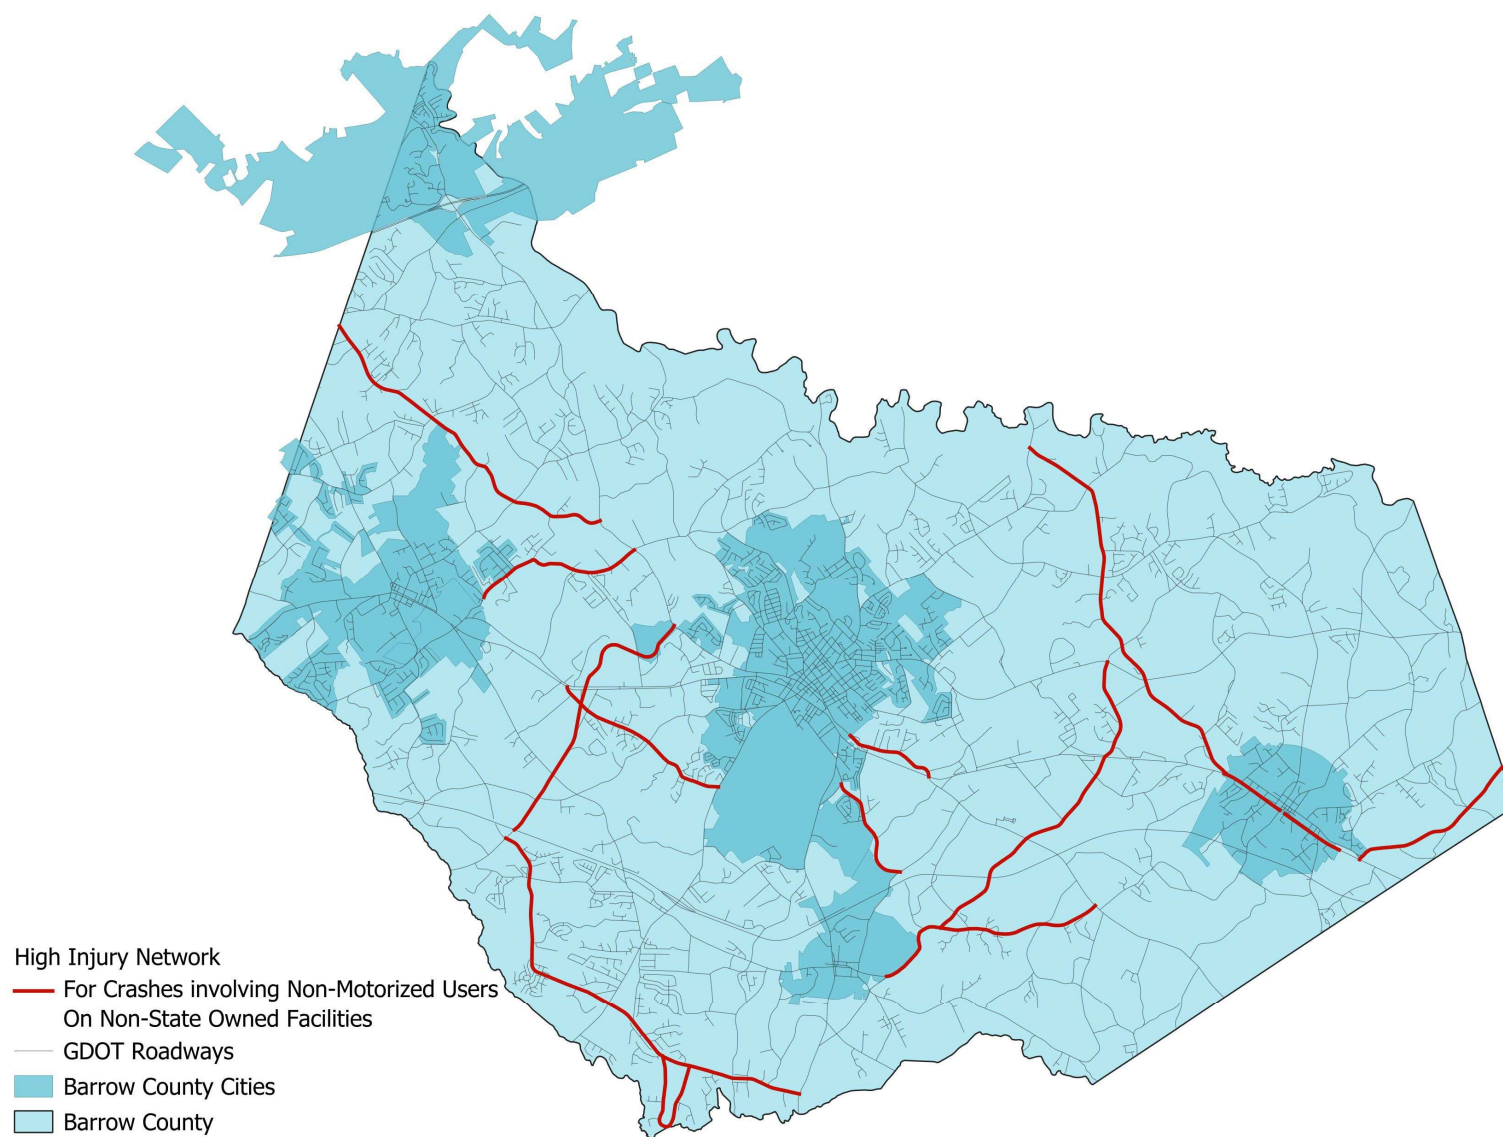 High Injury Network
For Crashes involving Non-Motorized Users
On Non-State Owned Facilities
GDOT Roadways
Barrow County Cities
Barrow County